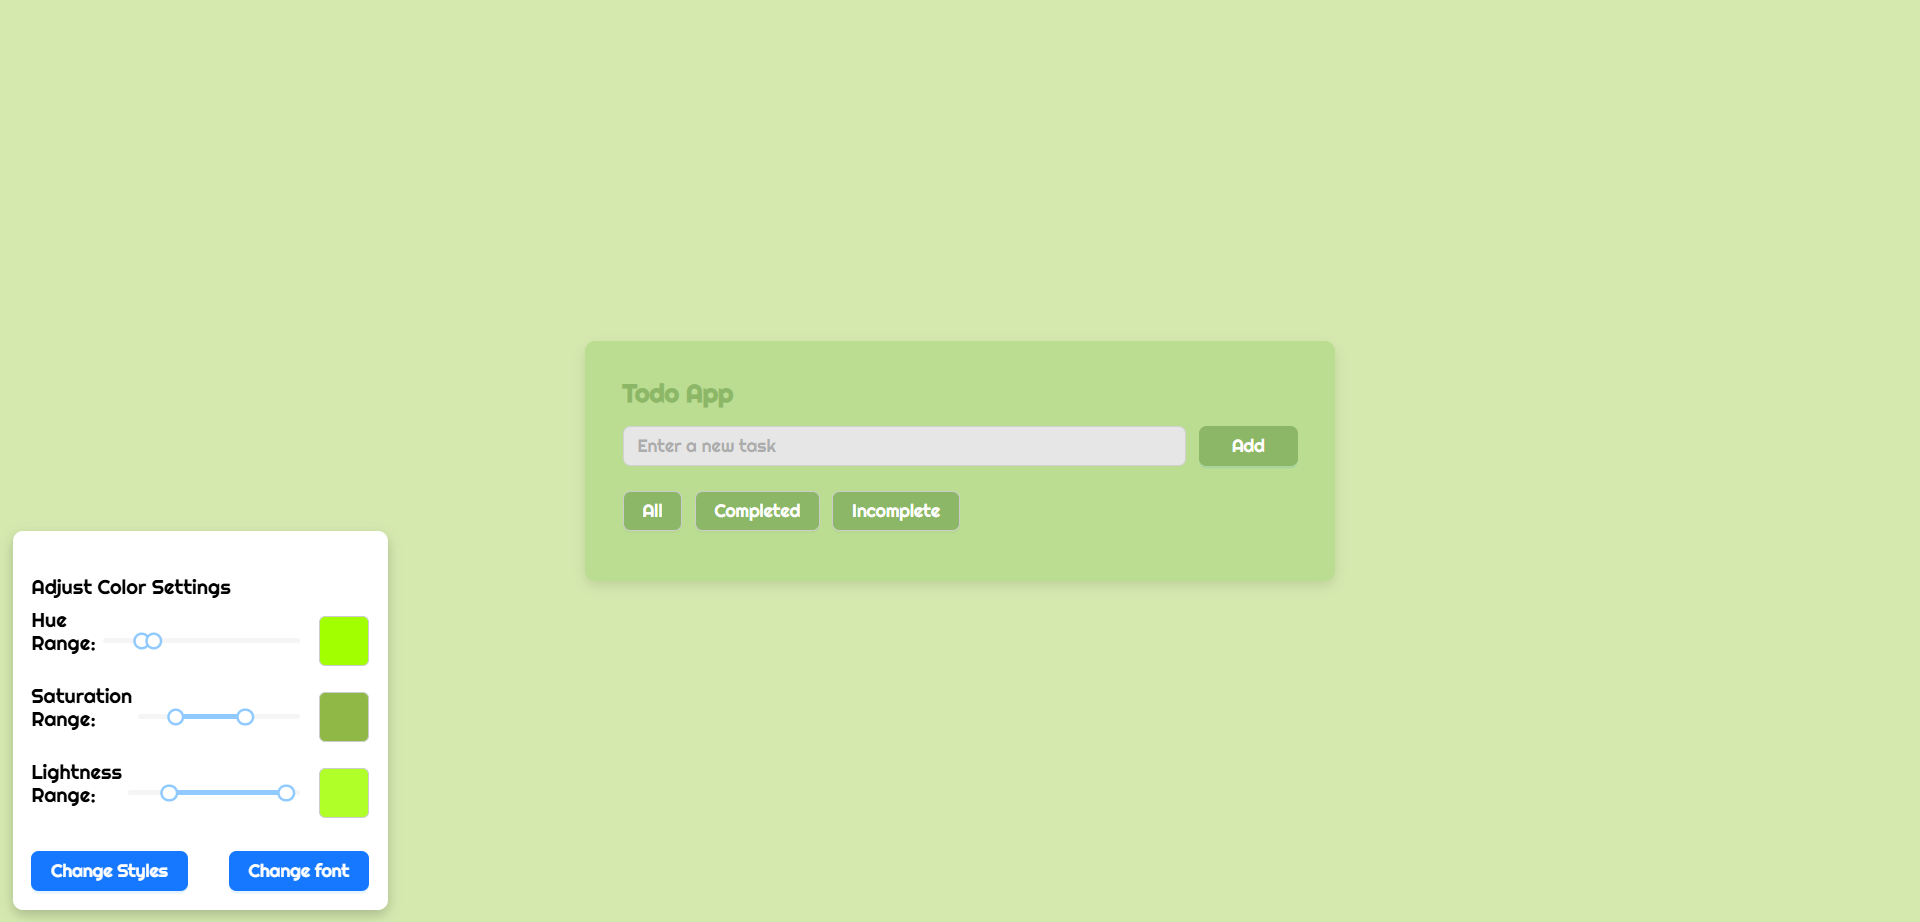 Todo App
Enter a new task
Add
All
Completed
Incomplete
Adjust Color Settings
Hue
Range:
Saturation
Range:
Lightness
Range:
Change Styles
Change font